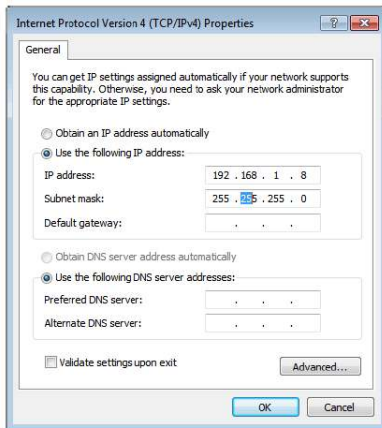 Internet Protocol Version 4 (TCP/IPv4) Properties
General
You can get IP settings assigned automatically if your network supports
this capability. Otherwise, you need to ask your network administrator
for the appropriate IP settings.
Obtain an IP address automatically
Use the following IP address:
IP address: 192 . 168 . 1 . 8
Subnet mask: 255 . 255 . 255 . 0
Default gateway: . . .
Obtain DNS server address automatically
Use the following DNS server addresses:
Preferred DNS server: . . .
Alternate DNS server: . . .
Validate settings upon exit
Advanced...
OK Cancel